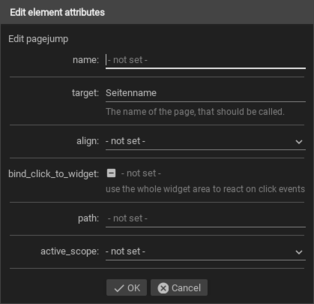 Edit element attributes
Edit pagejump
name: - not set -
target: Seitenname
The name of the page, that should be called.
align: - not set -
bind_click_to_widget: - not set -
use the whole widget area to react on click events
path: - not set -
active_scope: - not set -
OK Cancel